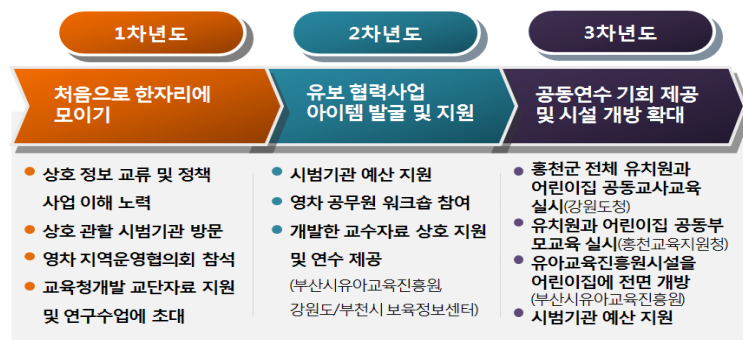 1차년도
2차년도
3차년도
처음으로 한자리에
모이기
유보 협력사업
아이템 발굴 및 지원
공동연수 기회 제공
및 시설 개방 확대
상호 정보 교류 및 정책
사업 이해 노력
상호 관할 시범기관 방문
영차 지역운영협의회 참석
교육청개발 교단자료 지원
및 연구수업에 초대
시범기관 예산 지원
영차 공무원 워크숍 참여
개발한 교수자료 상호 지원
및 연수 제공
(부산시유아교육진흥원,
강원도/부천시 보육정보센터)
홍천군 전체 유치원과
어린이집 공동교사교육
실시(강원도청)
유치원과 어린이집 공동부
모교육 실시(홍천교육지원청)
유아교육진흥원시설을
어린이집에 전면 개방
(부산시유아교육진흥원)
시범기관 예산 지원